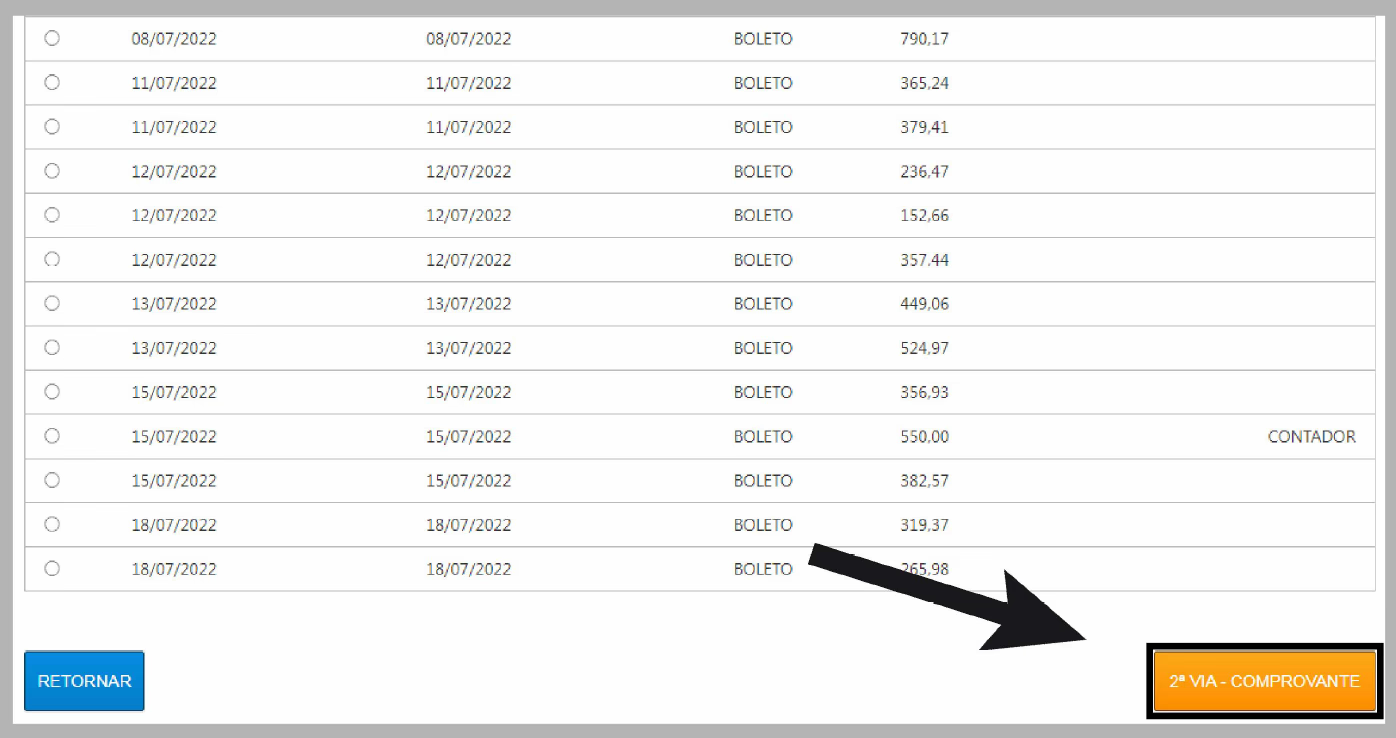 08/07/2022 08/07/2022 BOLETO 790,17
11/07/2022 11/07/2022 BOLETO 365,24
11/07/2022 11/07/2022 BOLETO 379,41
12/07/2022 12/07/2022 BOLETO 236,47
12/07/2022 12/07/2022 BOLETO 152,66
12/07/2022 12/07/2022 BOLETO 357,44
13/07/2022 13/07/2022 BOLETO 449,06
13/07/2022 13/07/2022 BOLETO 524,97
15/07/2022 15/07/2022 BOLETO 356,93
15/07/2022 15/07/2022 BOLETO 550,00 CONTADOR
15/07/2022 15/07/2022 BOLETO 382,57
18/07/2022 18/07/2022 BOLETO 319,37
18/07/2022 18/07/2022 BOLETO 265,98
RETORNAR 2ª VIA - COMPROVANTE